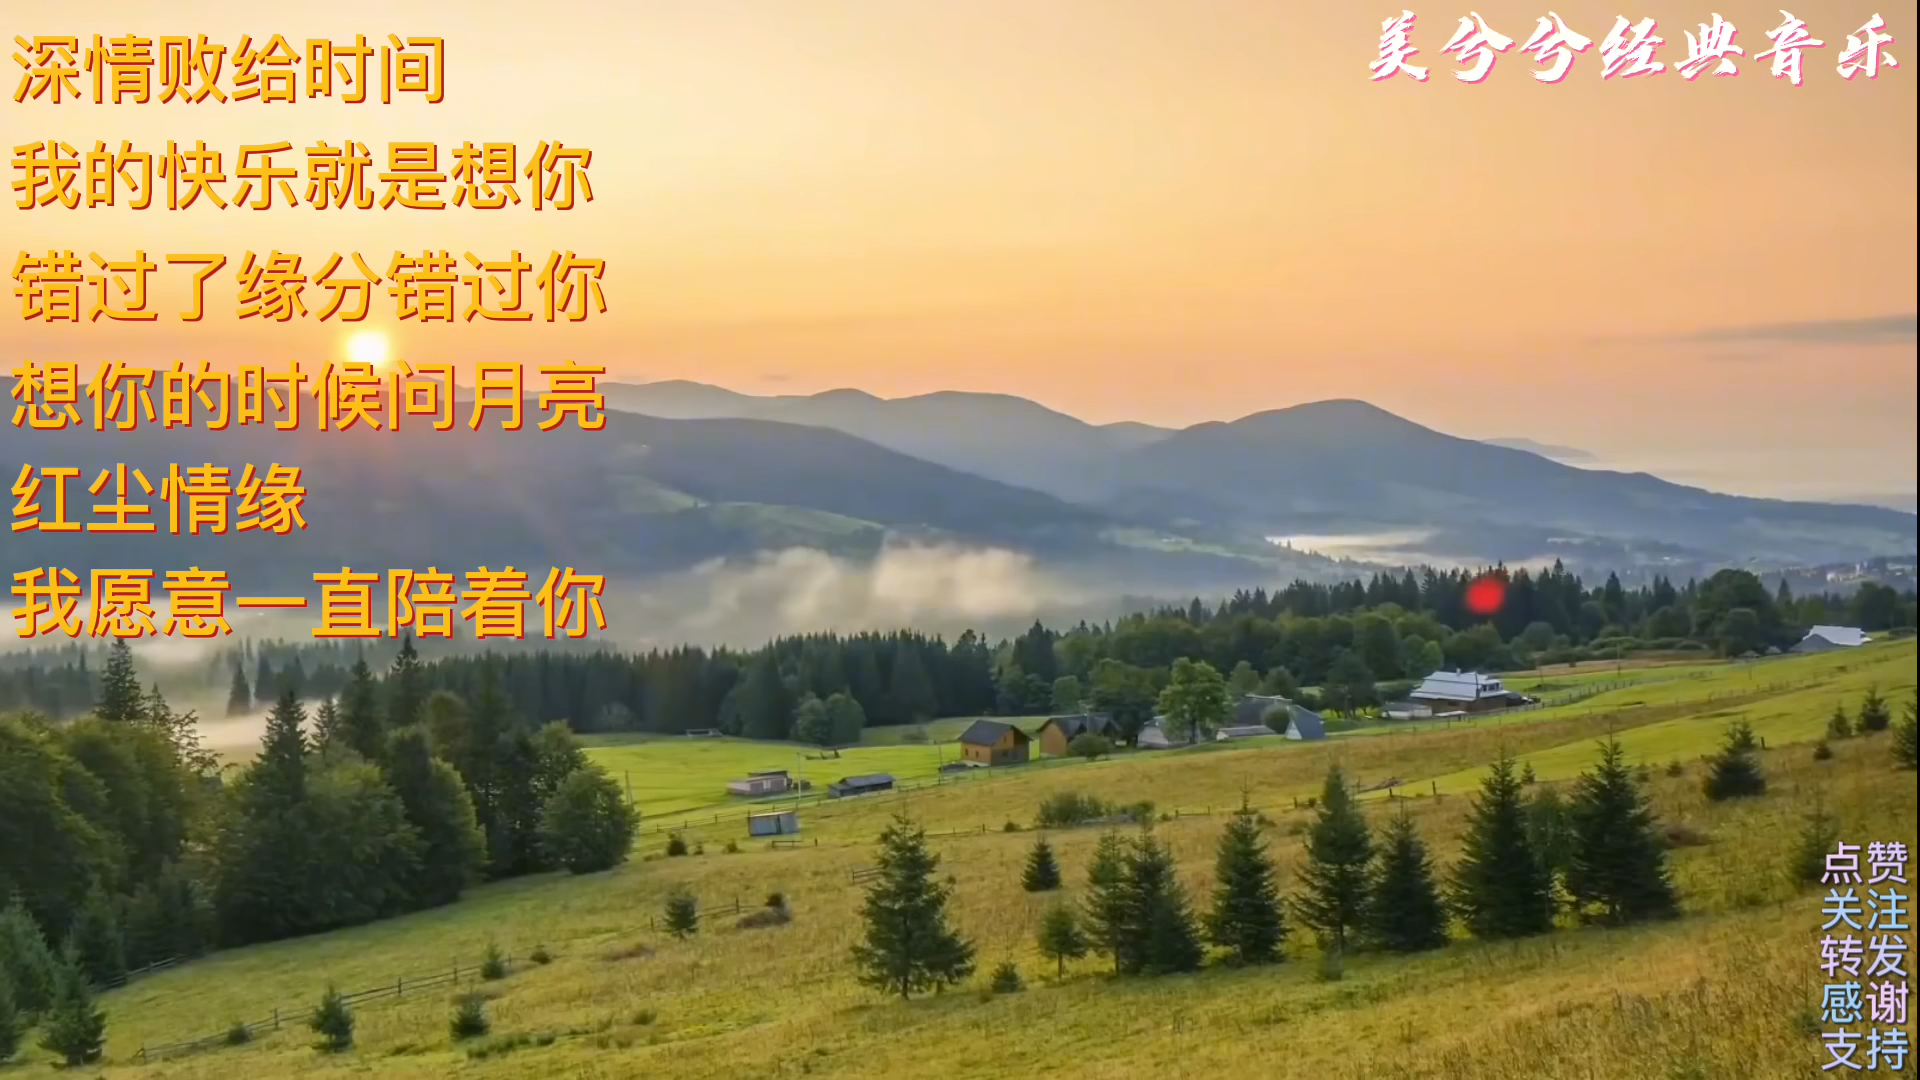 深情败给时间
我的快乐就是想你
错过了缘分错过你
想你的时候问月亮
红尘情缘
我愿意一直陪着你
美兮兮经典音乐
点赞
关注
转发
感谢
支持